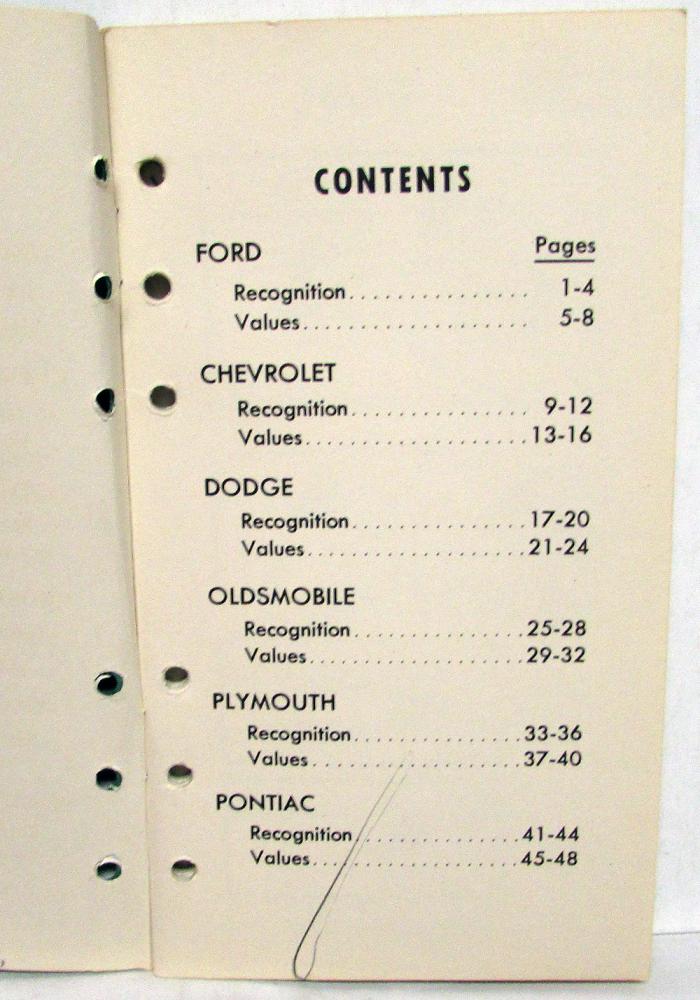 CONTENTS
FORD Pages
Recognition............... 1-4
Values................... 5-8
CHEVROLET
Recognition............... 9-12
Values...................13-16
DODGE
Recognition...............17-20
Values...................21-24
OLDSMOBILE
Recognition...............25-28
Values...................29-32
PLYMOUTH
Recognition...............33-36
Values...................37-40
PONTIAC
Recognition...............41-44
Values...................45-48